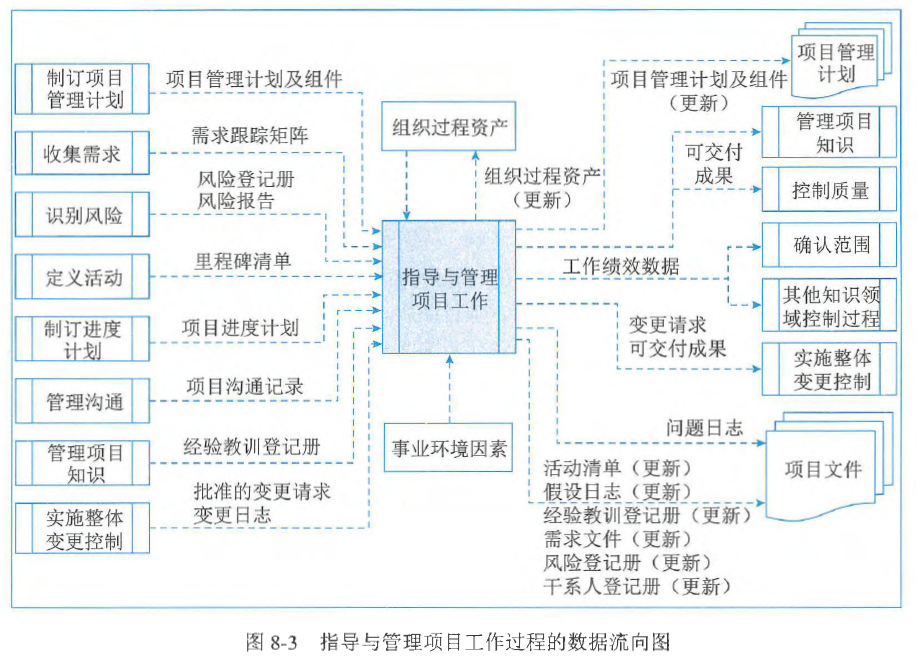 制订项目
管理计划
收集需求
识别风险
定义活动
制订进度
计划
管理沟通
管理项目
知识
实施整体
变更控制
项目管理计划及组件
需求跟踪矩阵
风险登记册
风险报告
里程碑清单
项目进度计划
项目沟通记录
经验教训登记册
批准的变更请求
变更日志
组织过程资产
组织过程资产
（更新）
指导与管理
项目工作
事业环境因素
项目管理计划及组件
（更新）
可交付
成果
工作绩效数据
变更请求
可交付成果
问题日志
活动清单（更新）
假设日志（更新）
经验教训登记册（更新）
需求文件（更新）
风险登记册（更新）
干系人登记册（更新）
项目管理
计划
管理项目
知识
控制质量
确认范围
其他知识领
域控制过程
实施整体
变更控制
项目文件
图 8-3 指导与管理项目工作过程的数据流向图